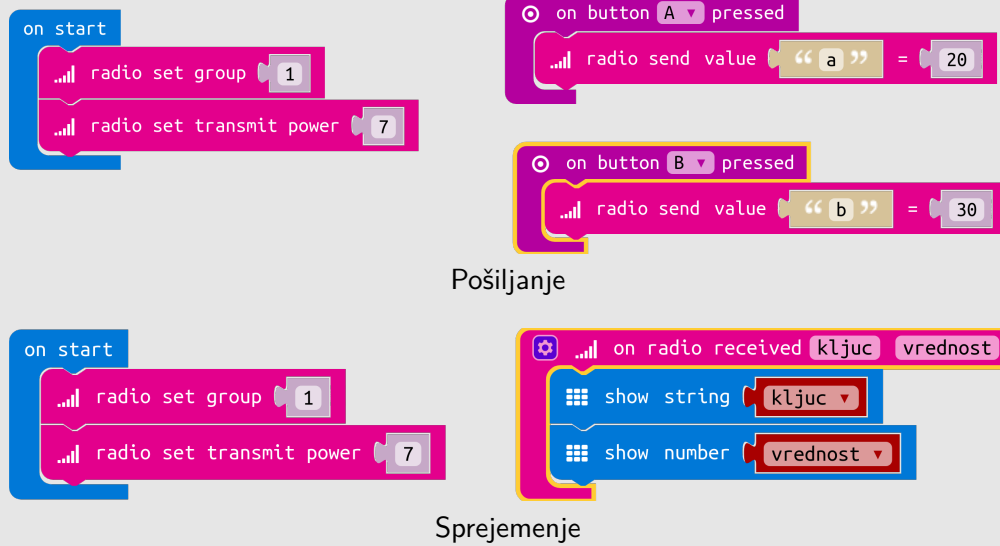 on start
radio set group 1
radio set transmit power 7
on button A pressed
radio send value “ a ” = 20
on button B pressed
radio send value “ b ” = 30
Pošiljanje
on start
radio set group 1
radio set transmit power 7
on radio received kljuc vrednost
show string kljuc
show number vrednost
Sprejemenje